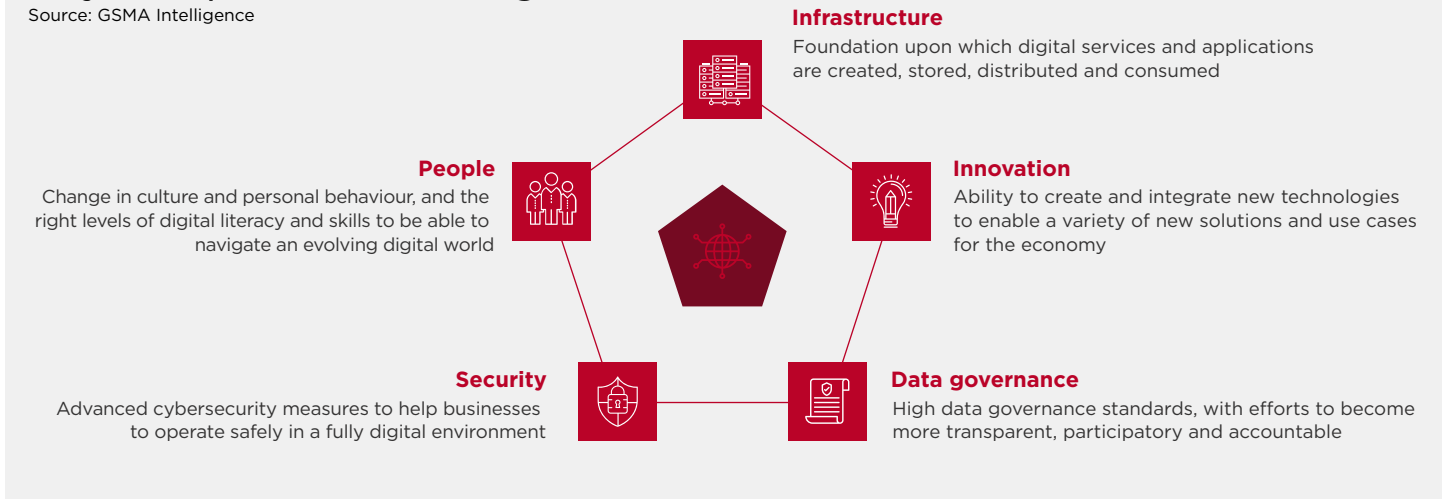 Source: GSMA Intelligence
Infrastructure
Foundation upon which digital services and applications
are created, stored, distributed and consumed
People
Change in culture and personal behaviour, and the
right levels of digital literacy and skills to be able to
navigate an evolving digital world
Innovation
Ability to create and integrate new technologies
to enable a variety of new solutions and use cases
for the economy
Security
Advanced cybersecurity measures to help businesses
to operate safely in a fully digital environment
Data governance
High data governance standards, with efforts to become
more transparent, participatory and accountable